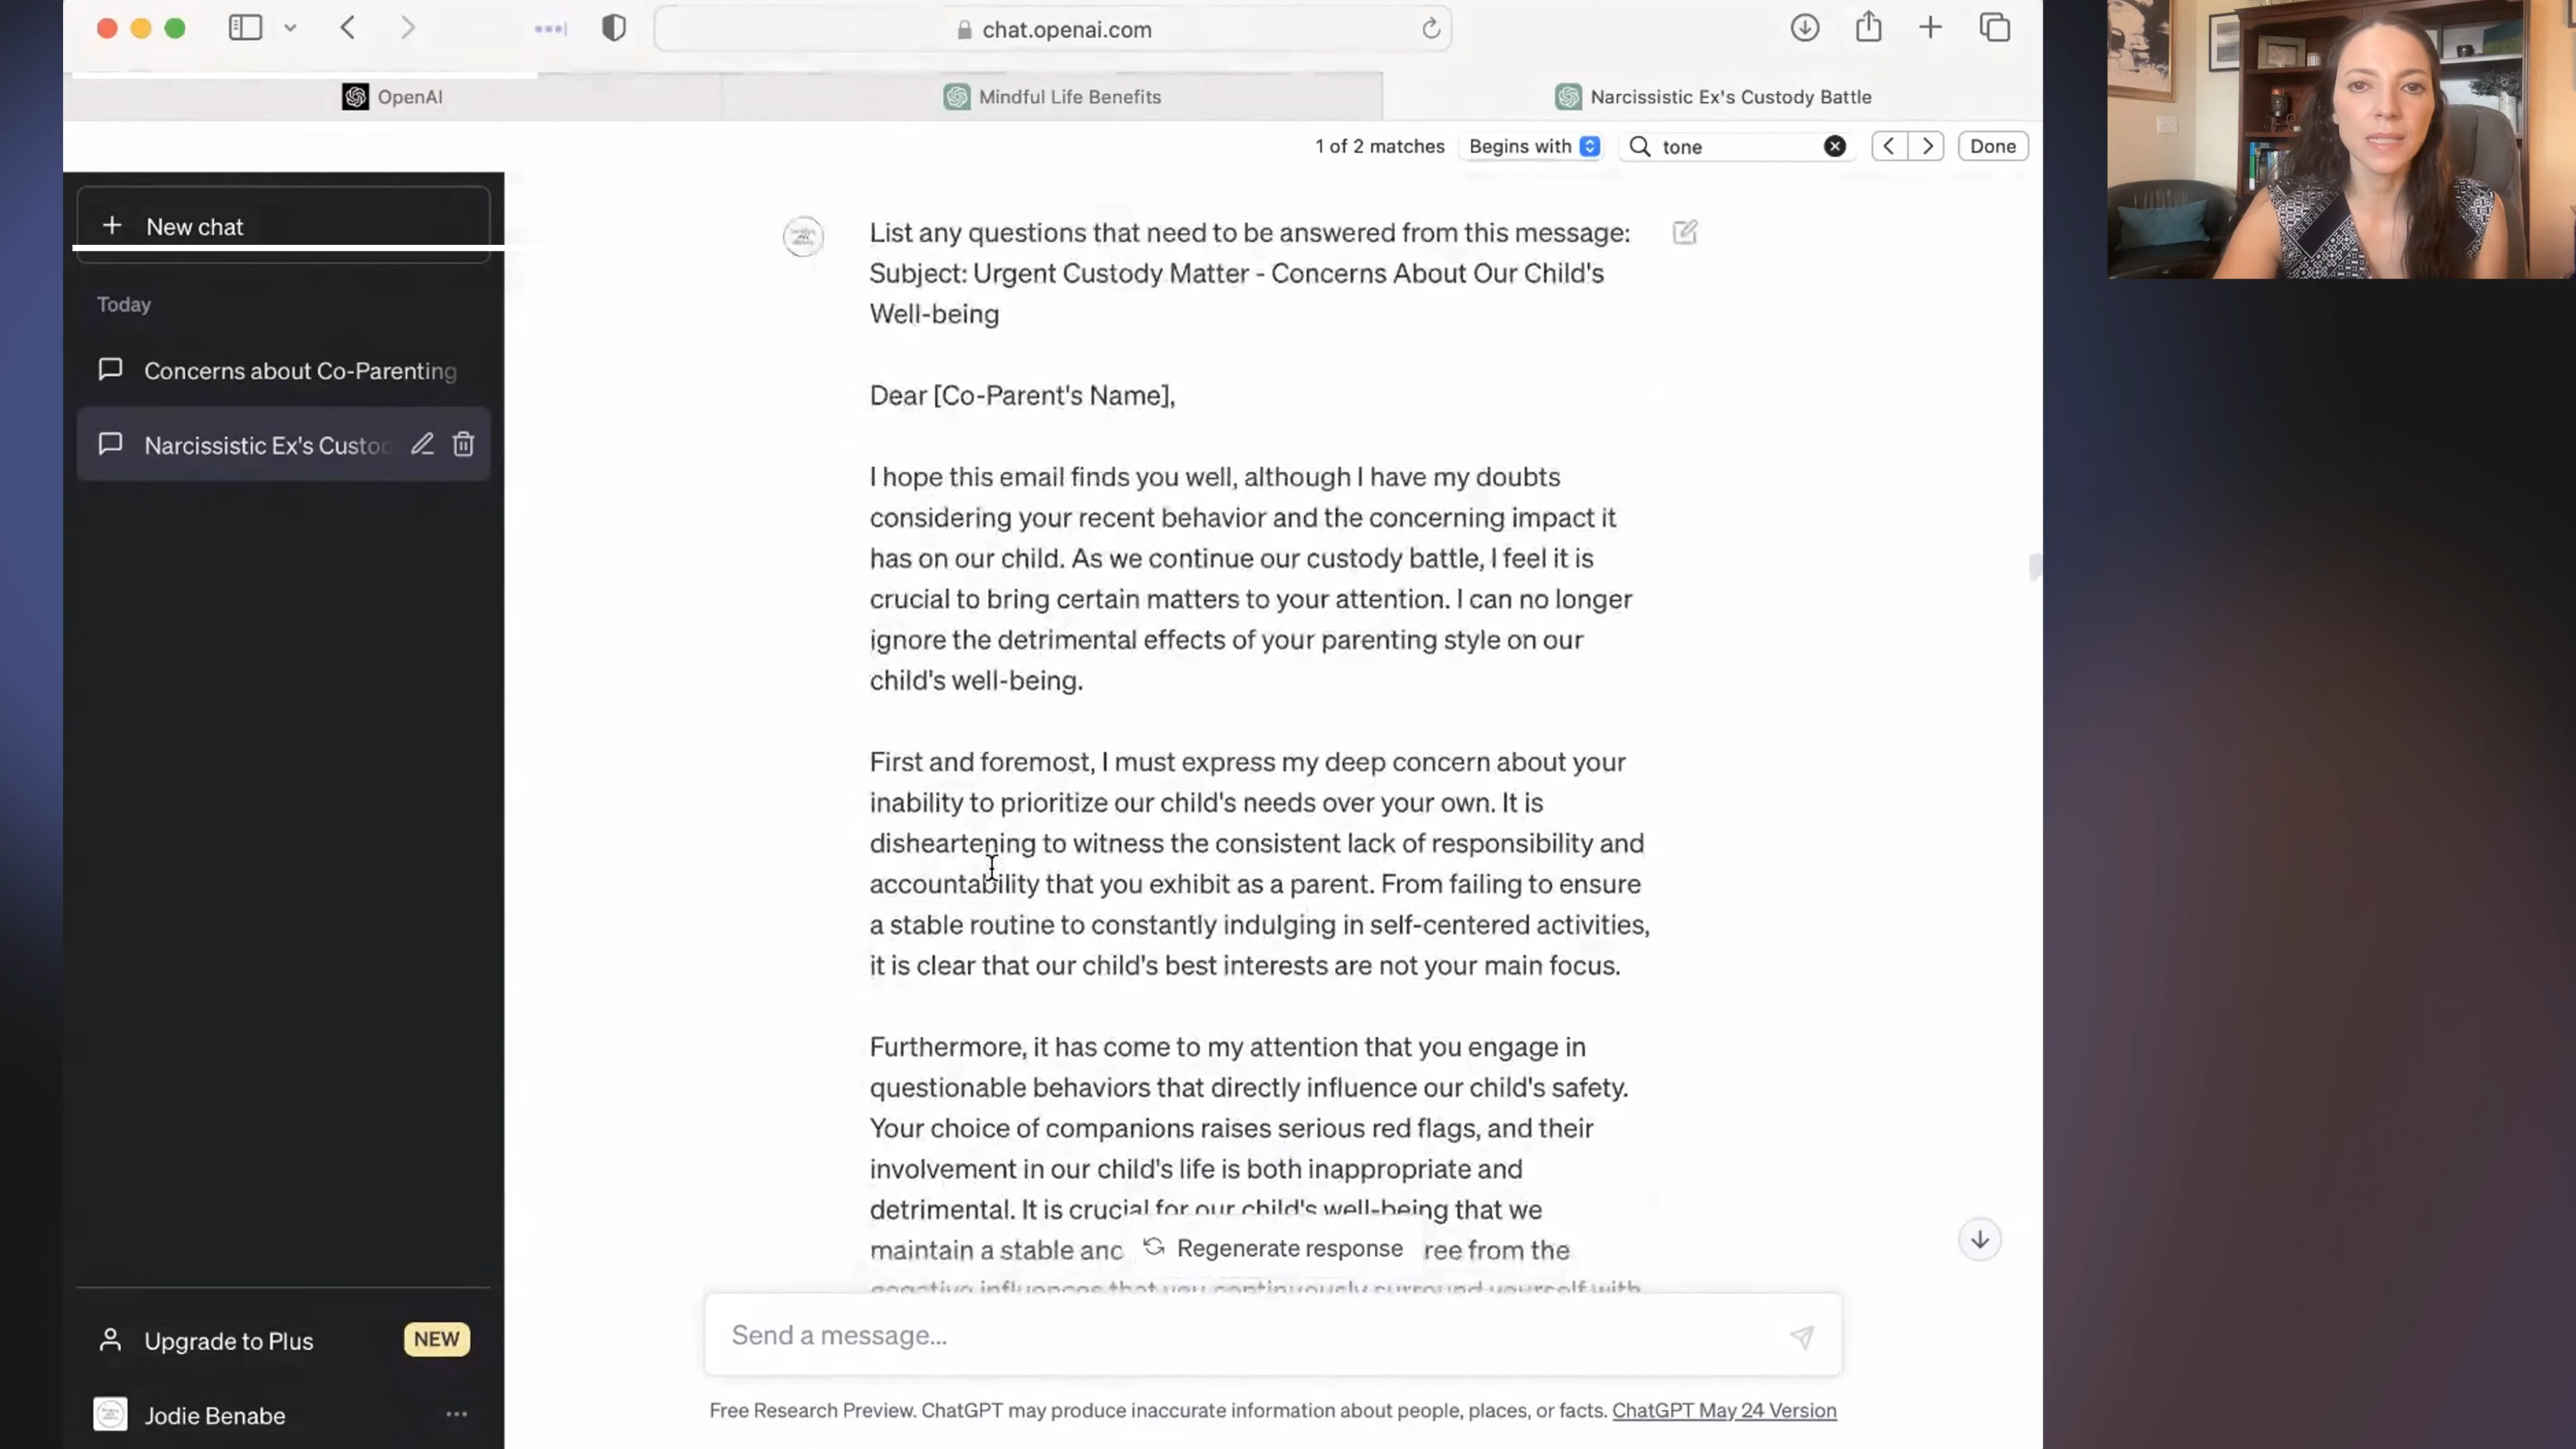 chat.openai.com
OpenAI
Mindful Life Benefits
Narcissistic Ex's Custody Battle
1 of 2 matches
Begins with
tone
Done
New chat
Today
Concerns about Co-Parenting
Narcissistic Ex's Custod
Upgrade to Plus
NEW
Jodie Benabe
List any questions that need to be answered from this message:
Subject: Urgent Custody Matter - Concerns About Our Child's
Well-being
Dear [Co-Parent's Name],
I hope this email finds you well, although I have my doubts
considering your recent behavior and the concerning impact it
has on our child. As we continue our custody battle, I feel it is
crucial to bring certain matters to your attention. I can no longer
ignore the detrimental effects of your parenting style on our
child's well-being.
First and foremost, I must express my deep concern about your
inability to prioritize our child's needs over your own. It is
disheartening to witness the consistent lack of responsibility and
accountability that you exhibit as a parent. From failing to ensure
a stable routine to constantly indulging in self-centered activities,
it is clear that our child's best interests are not your main focus.
Furthermore, it has come to my attention that you engage in
questionable behaviors that directly influence our child's safety.
Your choice of companions raises serious red flags, and their
involvement in our child's life is both inappropriate and
detrimental. It is crucial for our child's well-being that we
maintain a stable and ree from the
negative influences that you continuously surround yourself with
Regenerate response
Send a message...
Free Research Preview. ChatGPT may produce inaccurate information about people, places, or facts. ChatGPT May 24 Version